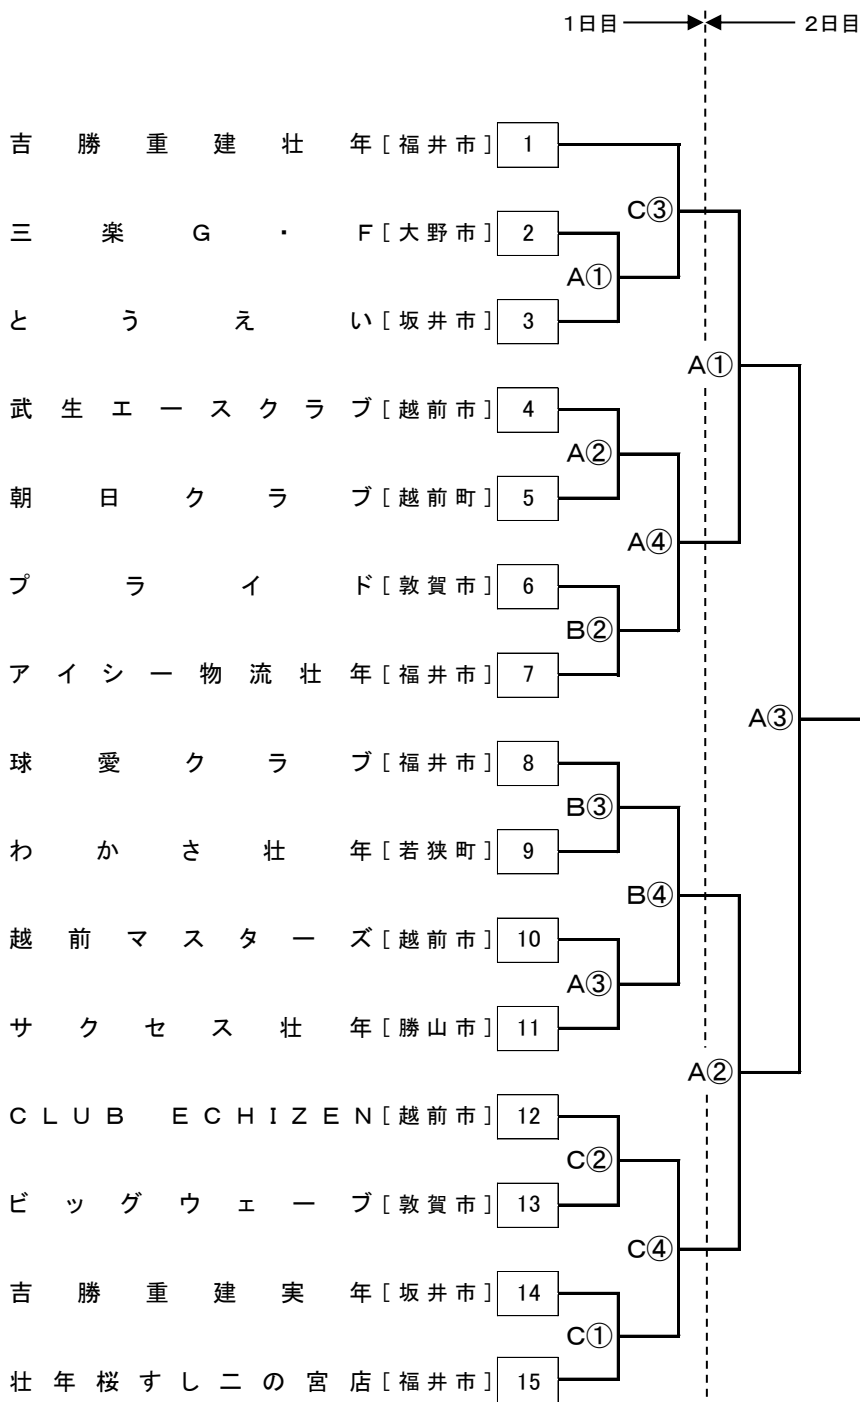 1日目 2日目
吉勝重建壮年[福井市] 1
C③
三楽G・F[大野市] 2
A①
とうえい[坂井市] 3
A①
武生エースクラブ[越前市] 4
A②
朝日クラブ[越前町] 5
A④
プライド[敦賀市] 6
B②
アイシー物流壮年[福井市] 7
A③
球愛クラブ[福井市] 8
B③
わかさ壮年[若狭町] 9
B④
越前マスターズ[越前市] 10
A③
サクセス壮年[勝山市] 11
A②
CLUB ECHIZEN[越前市] 12
C②
ビッグウェーブ[敦賀市] 13
C④
吉勝重建実年[坂井市] 14
C①
壮年桜すし二の宮店[福井市] 15